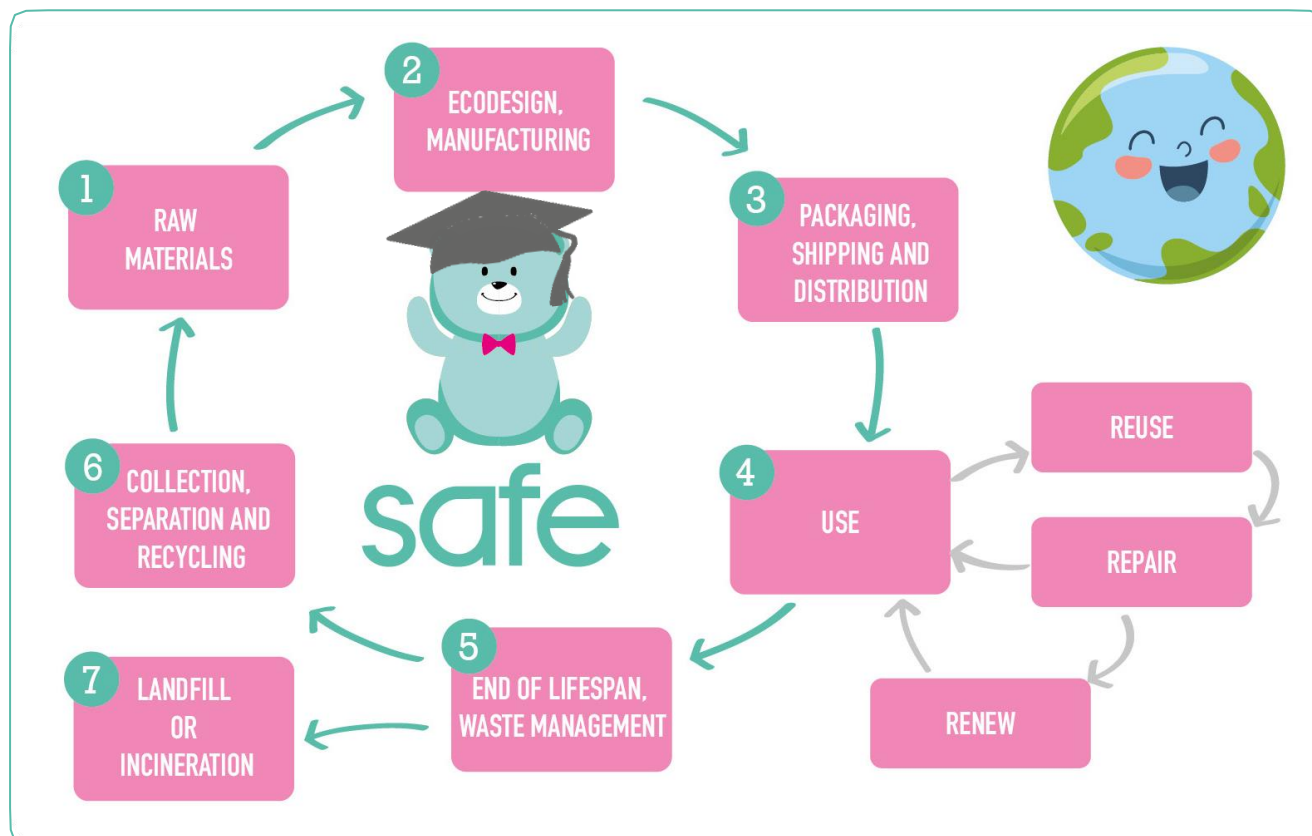 1
RAW
MATERIALS
2
ECODESIGN,
MANUFACTURING
3
PACKAGING,
SHIPPING AND
DISTRIBUTION
4
USE
REUSE
REPAIR
RENEW
5
END OF LIFESPAN,
WASTE MANAGEMENT
6
COLLECTION,
SEPARATION AND
RECYCLING
7
LANDFILL
OR
INCINERATION
safe